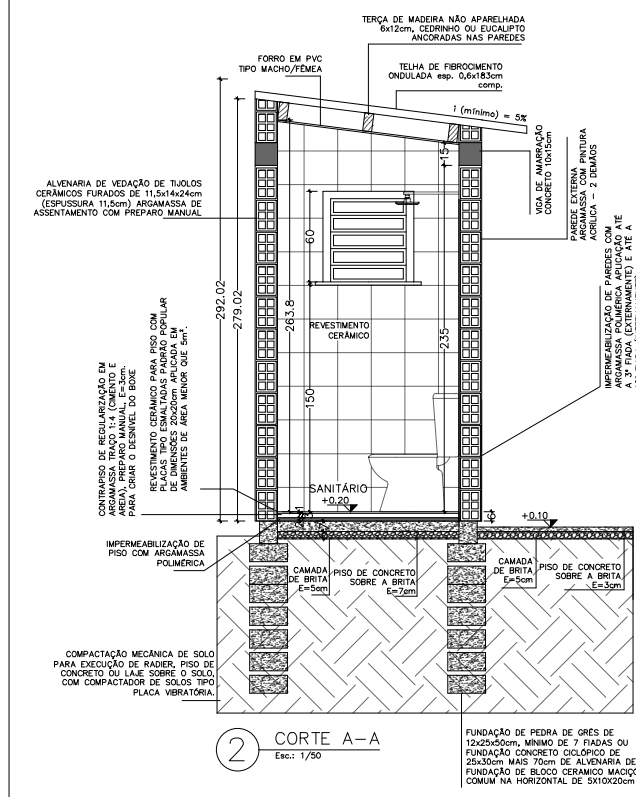 TERÇA DE MADEIRA NÃO APARELHADA
6x12cm, CEDRINHO OU EUCALIPTO
ANCORADAS NAS PAREDES
FORRO EM PVC
TIPO MACHO/FÊMEA
TELHA DE FIBROCIMENTO
ONDULADA esp. 0,6x183cm
comp.
i (mínimo) = 5%
15
VIGA DE AMARRAÇÃO
CONCRETO 10x15cm
PAREDE EXTERNA
ARGAMASSA COM PINTURA
ACRÍLICA - 2 DEMÃOS
ALVENARIA DE VEDAÇÃO DE TIJOLOS
CERÂMICOS FURADOS DE 11,5x14x24cm
(ESPUSSURA 11,5cm) ARGAMASSA DE
ASSENTAMENTO COM PREPARO MANUAL
60
292.02
279.02
263.8
REVESTIMENTO
CERÂMICO
235
150
IMPERMEABILIZAÇÃO DE PAREDES COM
ARGAMASSA POLIMÉRICA APLICAÇÃO ATÉ
A 3ª FIADA (EXTERNAMENTE) E ATÉ A
CONTRAPISO DE REGULARIZAÇÃO EM
ARGAMASSA TRAÇO 1:4 (CIMENTO E
AREIA), PREPARO MANUAL, E=3cm.
PARA CRIAR O DESNÍVEL DO BOXE
REVESTIMENTO CERÂMICO PARA PISO COM
PLACAS TIPO ESMALTADAS PADRÃO POPULAR
DE DIMENSÕES 20x20cm APLICADA EM
AMBIENTES DE ÁREA MENOR QUE 5m².
SANITÁRIO
+0.20
+0.10
IMPERMEABILIZAÇÃO DE
PISO COM ARGAMASSA
POLIMÉRICA
CAMADA
DE BRITA
E=5cm
PISO DE CONCRETO
SOBRE A BRITA
E=7cm
CAMADA
DE BRITA
E=5cm
PISO DE CONCRETO
SOBRE A BRITA
E=3cm
COMPACTAÇÃO MECÂNICA DE SOLO
PARA EXECUÇÃO DE RADIER, PISO DE
CONCRETO OU LAJE SOBRE O SOLO,
COM COMPACTADOR DE SOLOS TIPO
PLACA VIBRATÓRIA.
2 CORTE A-A
Esc.: 1/50
FUNDAÇÃO DE PEDRA DE GRÊS DE
12x25x50cm, MÍNIMO DE 7 FIADAS OU
FUNDAÇÃO CONCRETO CICLÓPICO DE
25x30cm MAIS 70cm DE ALVENARIA DE
FUNDAÇÃO DE BLOCO CERAMICO MACIÇO
COMUM NA HORIZONTAL DE 5X10X20cm